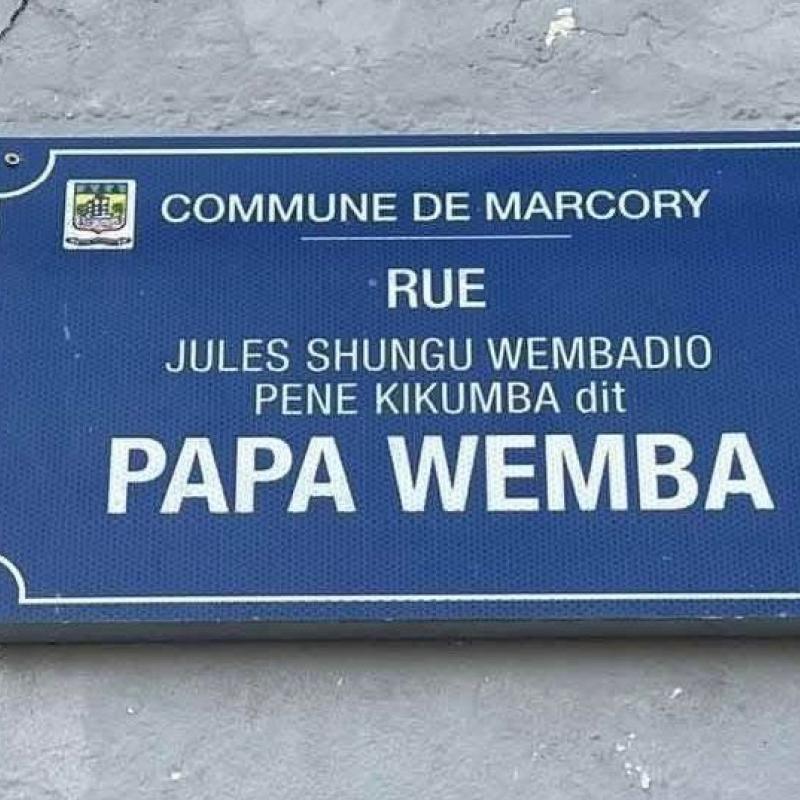 COMMUNE DE MARCORY
RUE
JULES SHUNGU WEMBADIO
PENE KIKUMBA dit
PAPA WEMBA